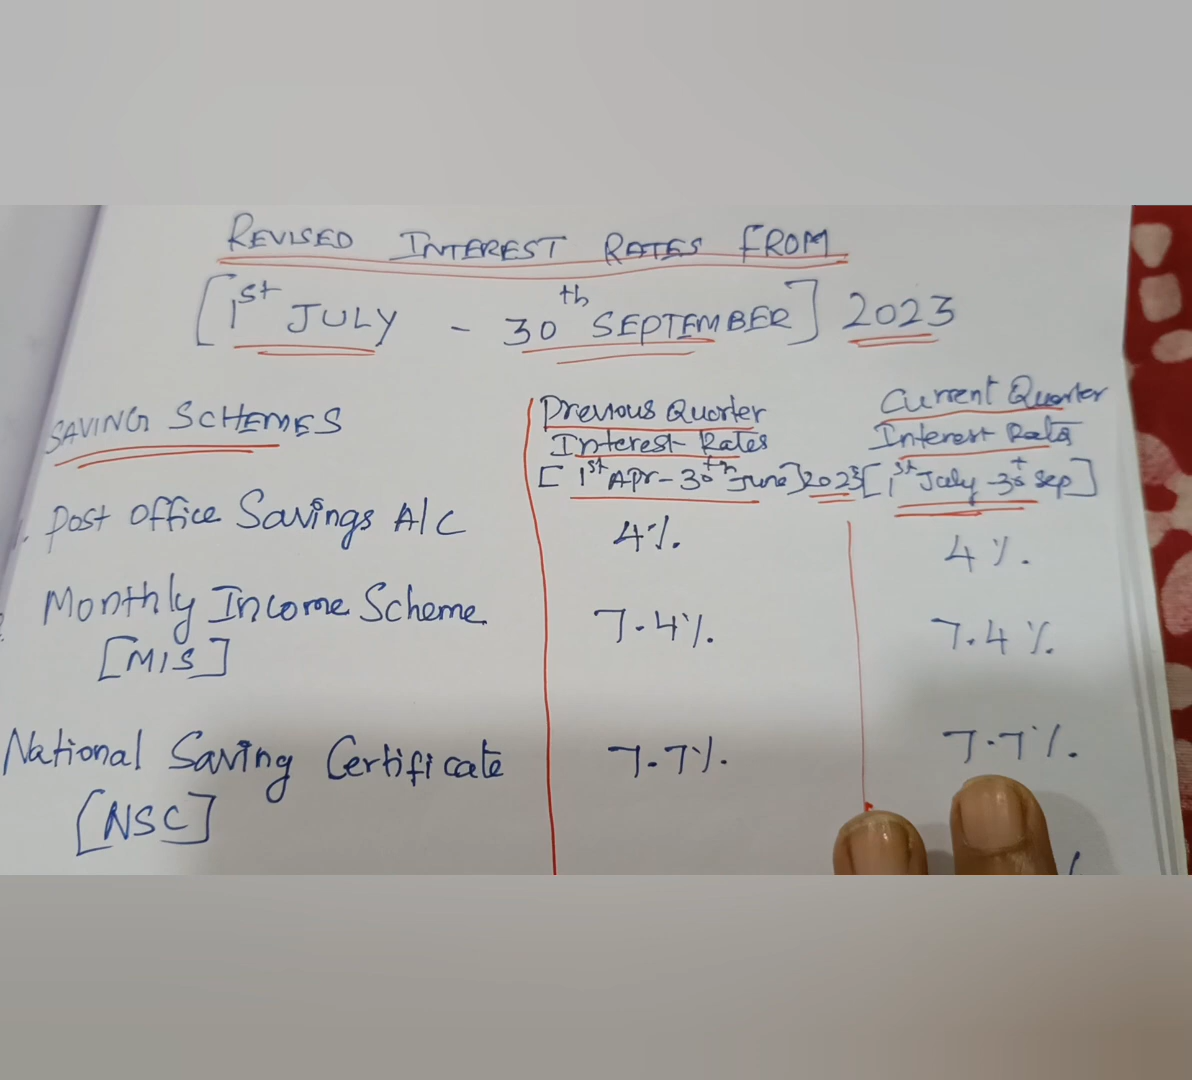 REVISED INTEREST RATES FROM
[1st JULY - 30th SEPTEMBER] 2023
SAVING SCHEMES
Previous Quarter
Interest Rates
[1st Apr - 30th June] 2023
Current Quarter
Interest Rates
[1st July - 30t Sep]
1. Post Office Savings A/C
4%.
4%.
Monthly Income Scheme
[MIS]
7.4%.
7.4%.
National Saving Certificate
[NSC]
7.7%.
7.7%.